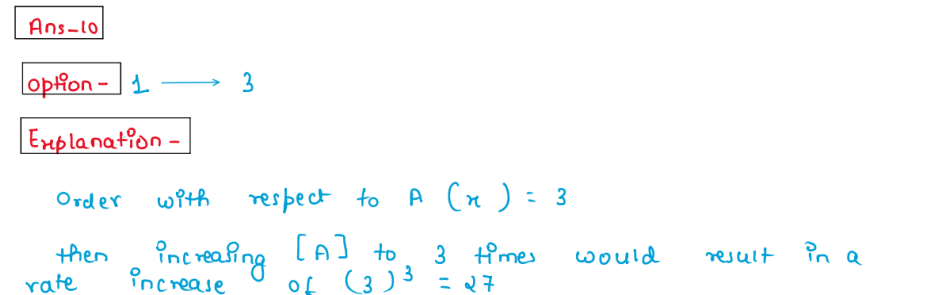 Ans-10
option- 1 → 3
Explanation-
Order with respect to A (x) = 3
then increasing [A] to 3 times would result in a
rate increase of (3)³ = 27